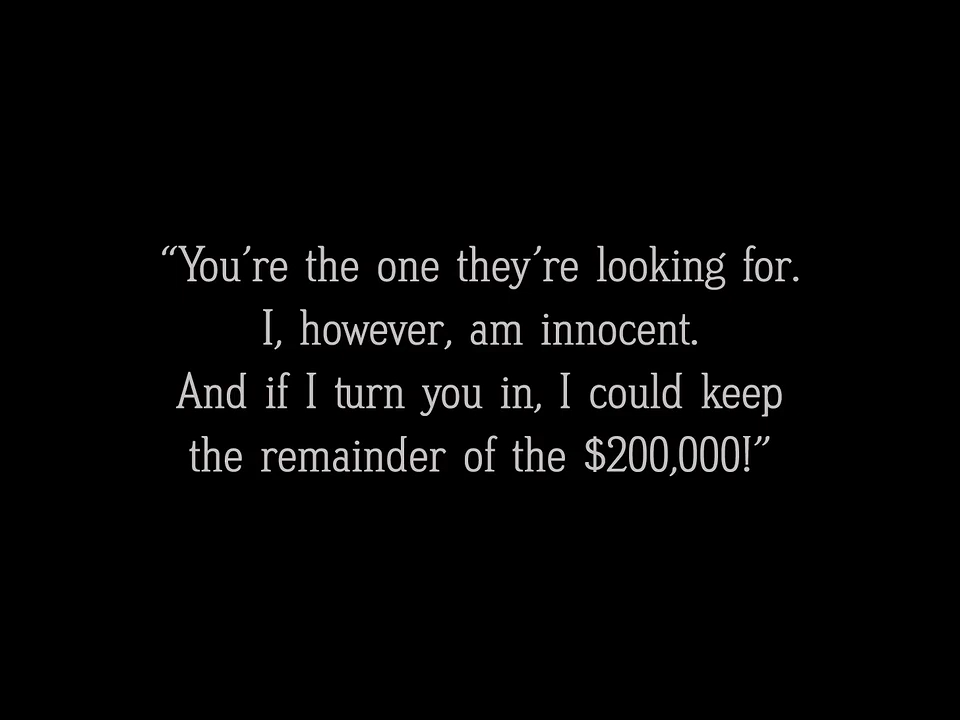 “You’re the one they’re looking for.
I, however, am innocent.
And if I turn you in, I could keep
the remainder of the $200,000!”